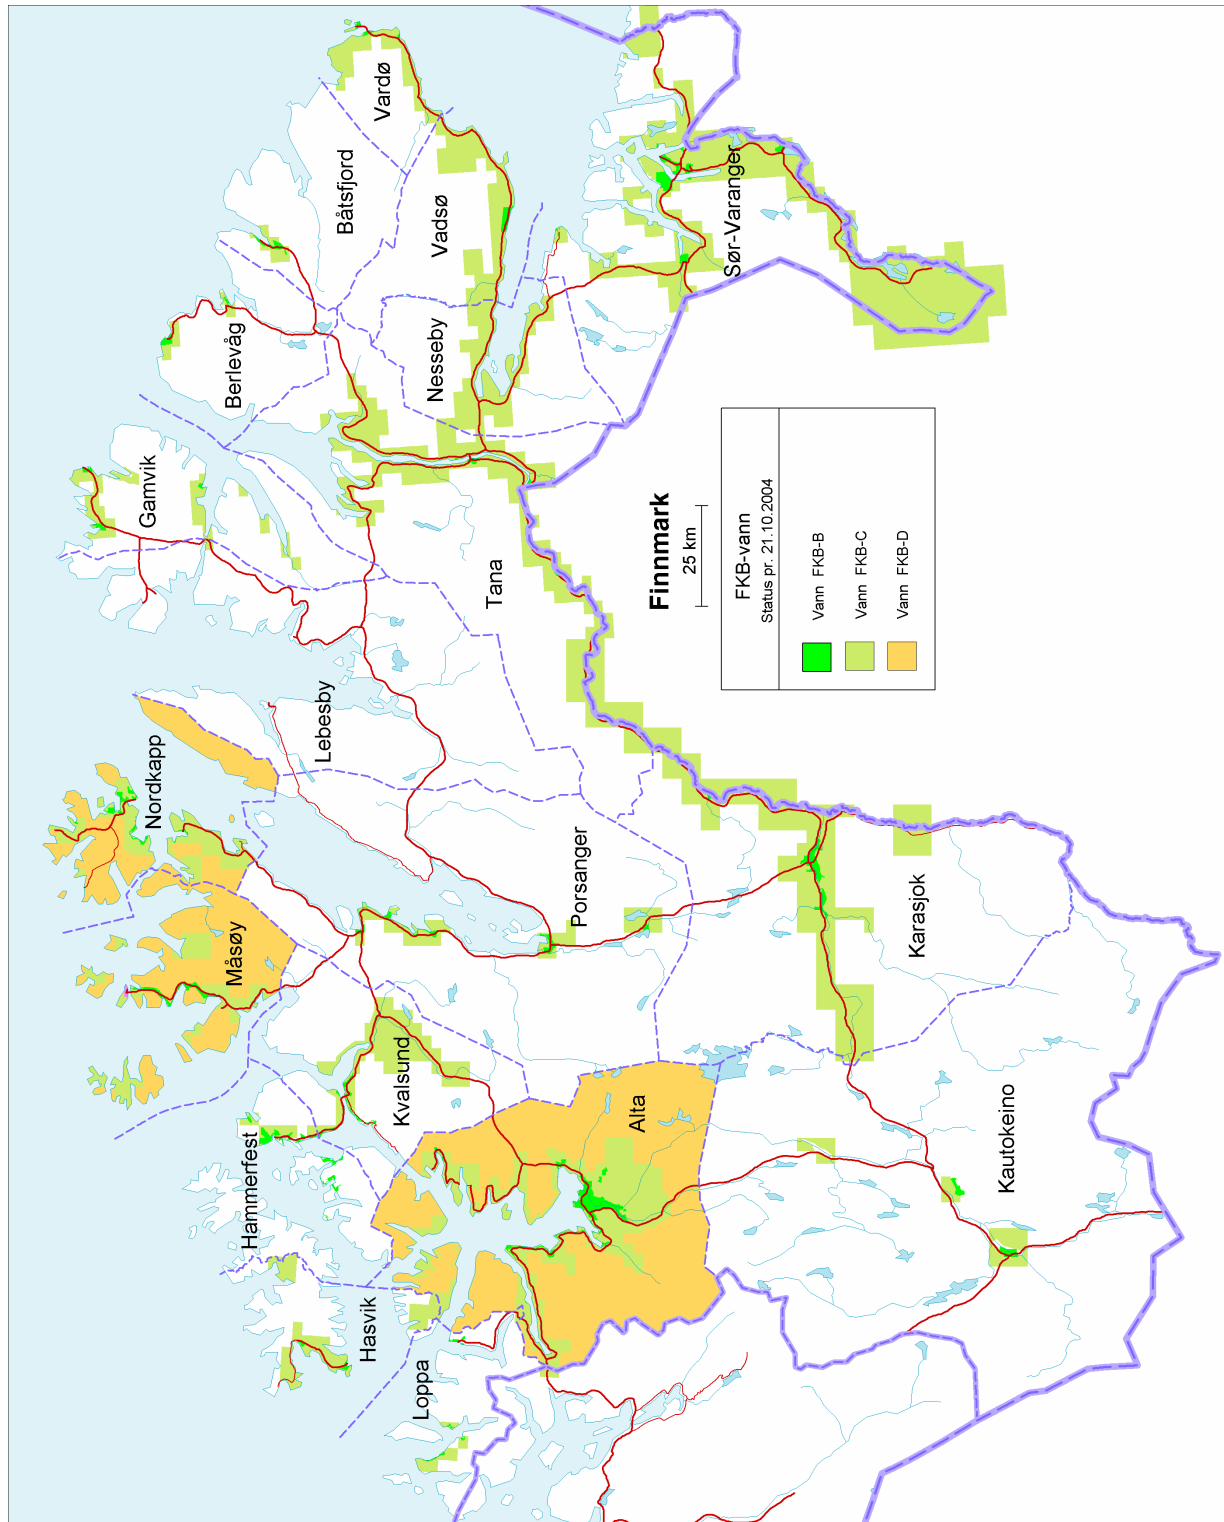 Vardø
Båtsfjord
Vadsø
Sør-Varanger
Berlevåg
Nesseby
Gamvik
Tana
Lebesby
Nordkapp
Porsanger
Måsøy
Karasjok
Kvalsund
Hammerfest
Alta
Kautokeino
Hasvik
Loppa
Finnmark
25 km
FKB-vann
Status pr. 21.10.2004
Vann FKB-B
Vann FKB-C
Vann FKB-D